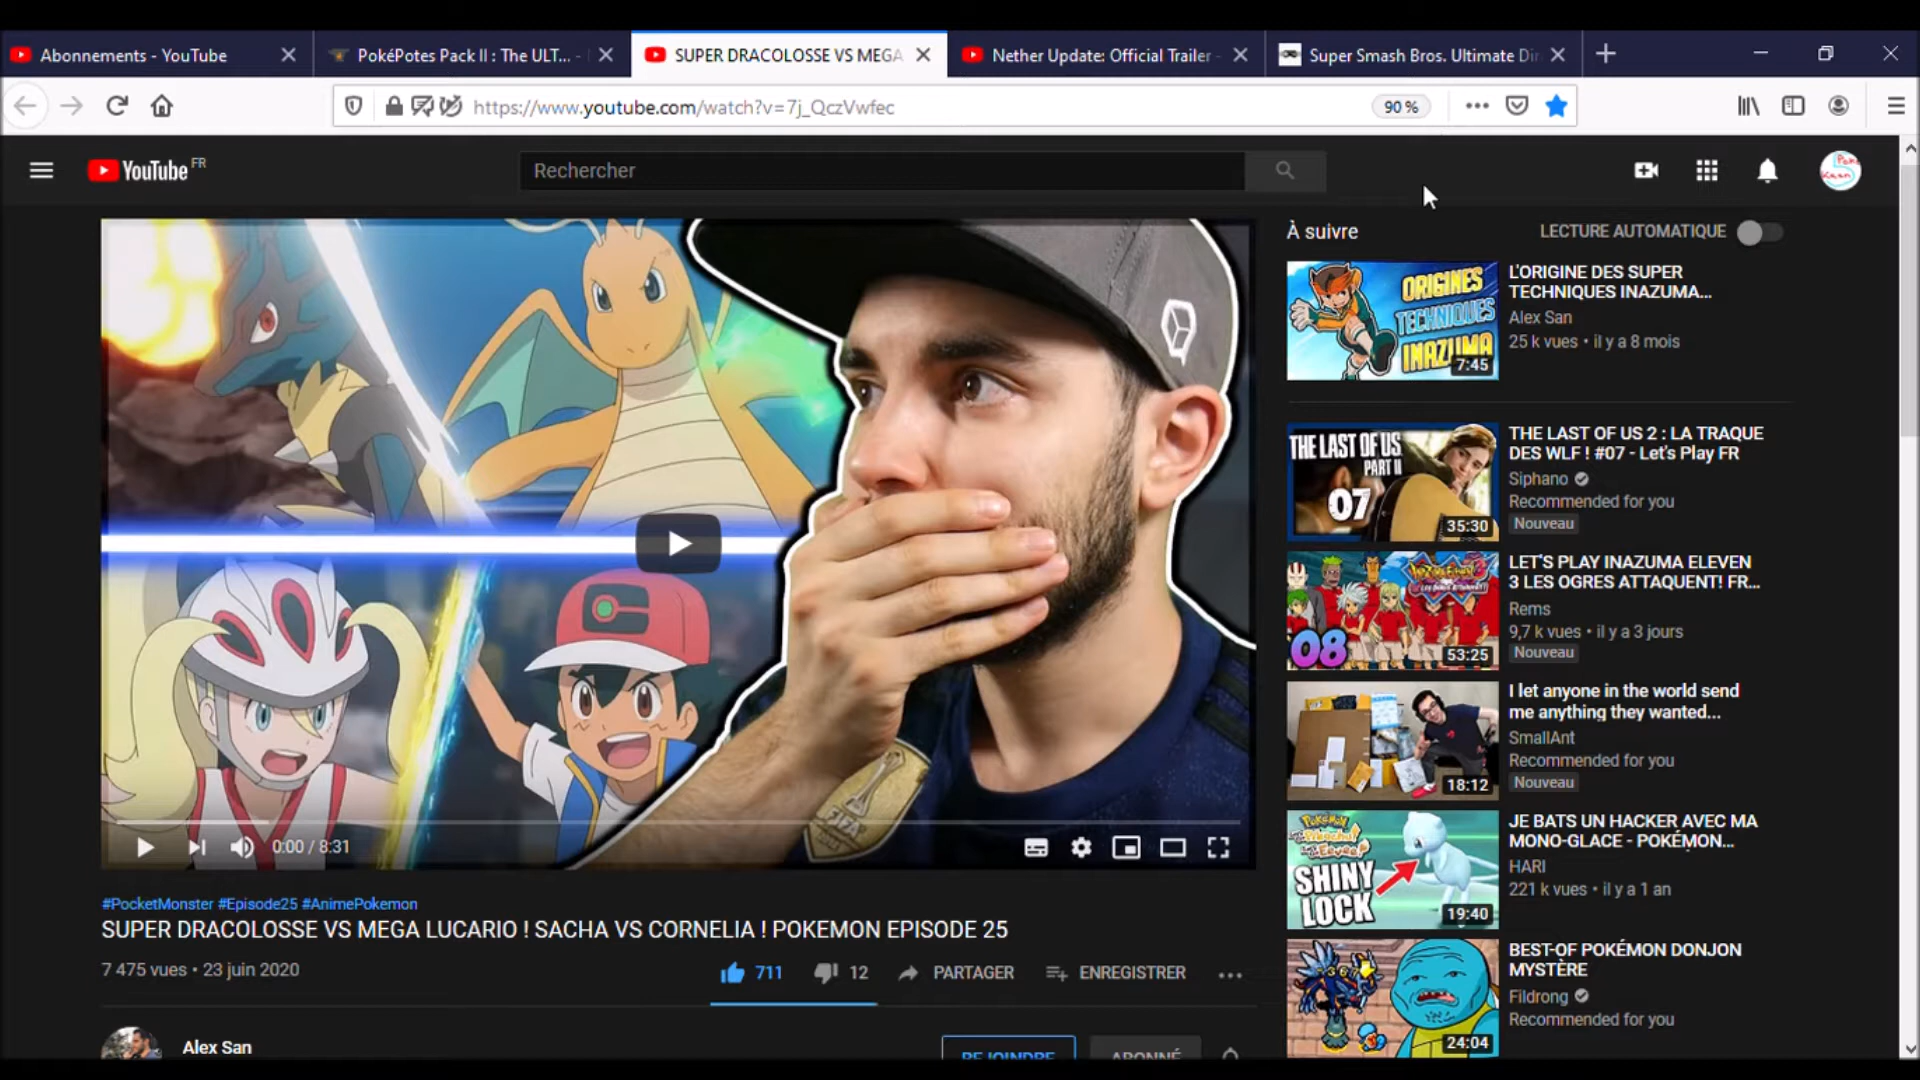 Abonnements - YouTube
PokéPotes Pack II : The ULT... -
SUPER DRACOLOSSE VS MEGA
Nether Update: Official Trailer -
Super Smash Bros. Ultimate Dir
https://www.youtube.com/watch?v=7j_QczVwfec
90 %
YouTube FR
Rechercher
À suivre
LECTURE AUTOMATIQUE
ORIGINES
TECHNIQUES
INAZUMA
7:45
L'ORIGINE DES SUPER
TECHNIQUES INAZUMA...
Alex San
25 k vues • il y a 8 mois
THE LAST OF US
PART II
07
35:30
THE LAST OF US 2 : LA TRAQUE
DES WLF ! #07 - Let's Play FR
Siphano
Recommended for you
Nouveau
08
53:25
LET'S PLAY INAZUMA ELEVEN
3 LES OGRES ATTAQUENT! FR...
Rems
9,7 k vues • il y a 3 jours
Nouveau
18:12
I let anyone in the world send
me anything they wanted...
SmallAnt
Recommended for you
Nouveau
SHINY
LOCK
19:40
JE BATS UN HACKER AVEC MA
MONO-GLACE - POKÉMON...
HARI
221 k vues • il y a 1 an
24:04
BEST-OF POKÉMON DONJON
MYSTÈRE
Fildrong
Recommended for you
FIFA
0:00 / 8:31
#PocketMonster #Episode25 #AnimePokemon
SUPER DRACOLOSSE VS MEGA LUCARIO ! SACHA VS CORNELIA ! POKEMON EPISODE 25
7 475 vues • 23 juin 2020
711
12
PARTAGER
ENREGISTRER
Alex San
REJOINDRE
ABONNÉ